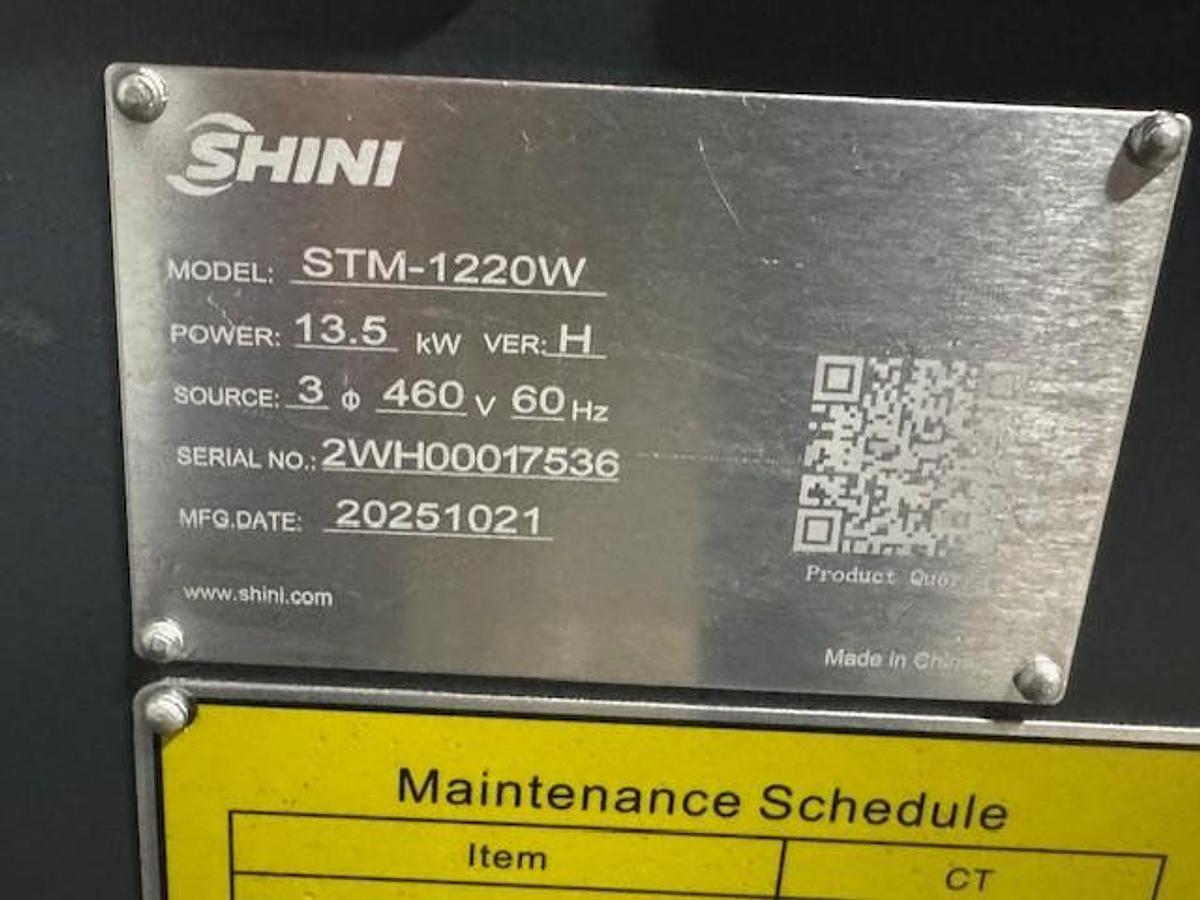 SHINI
MODEL: STM-1220W
POWER: 13.5 kW VER: H
SOURCE: 3 ϕ 460 V 60 Hz
SERIAL NO.: 2WH00017536
MFG.DATE: 20251021
www.shini.com
Product
Made in China
Maintenance Schedule
Item CT